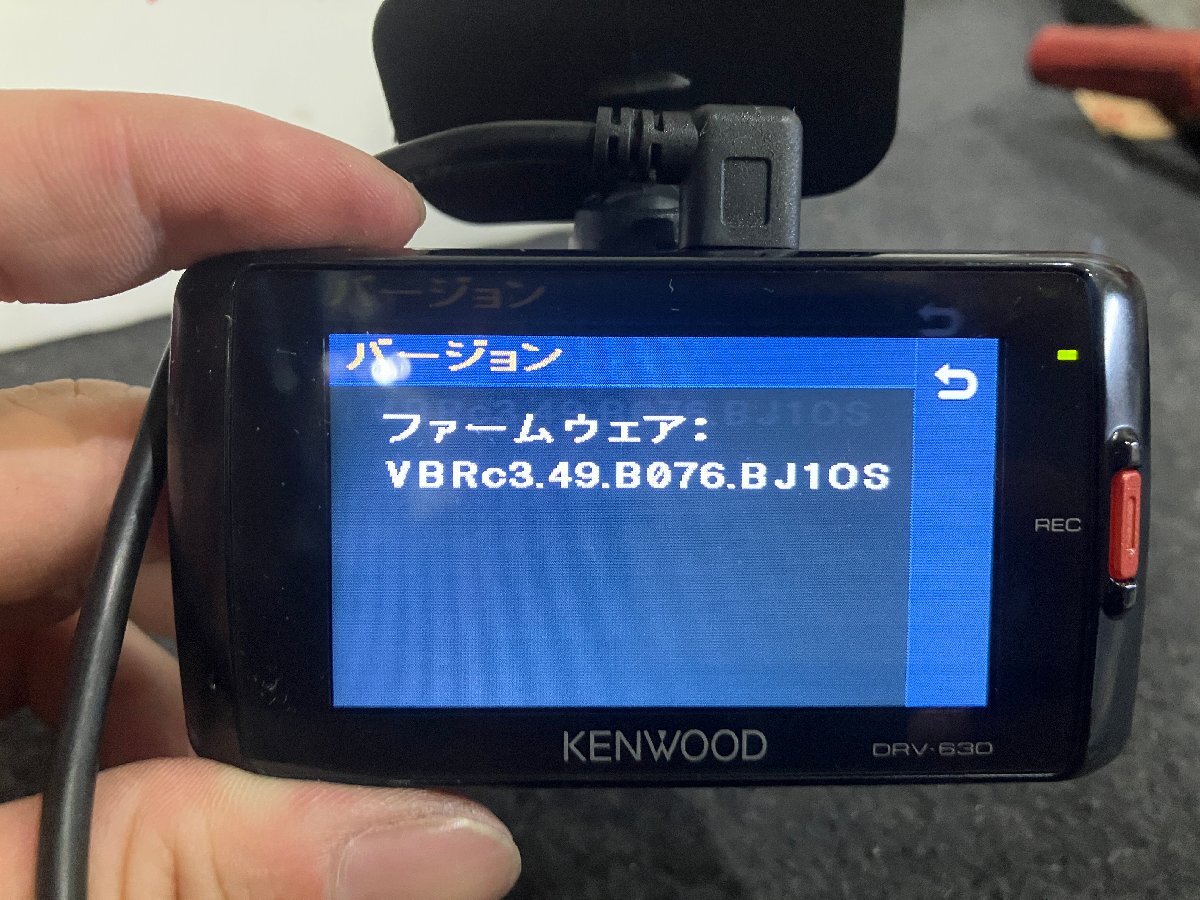 バージョン
ファームウェア:
VBRc3.49.B076.BJ1OS
REC
KENWOOD
DRV-630